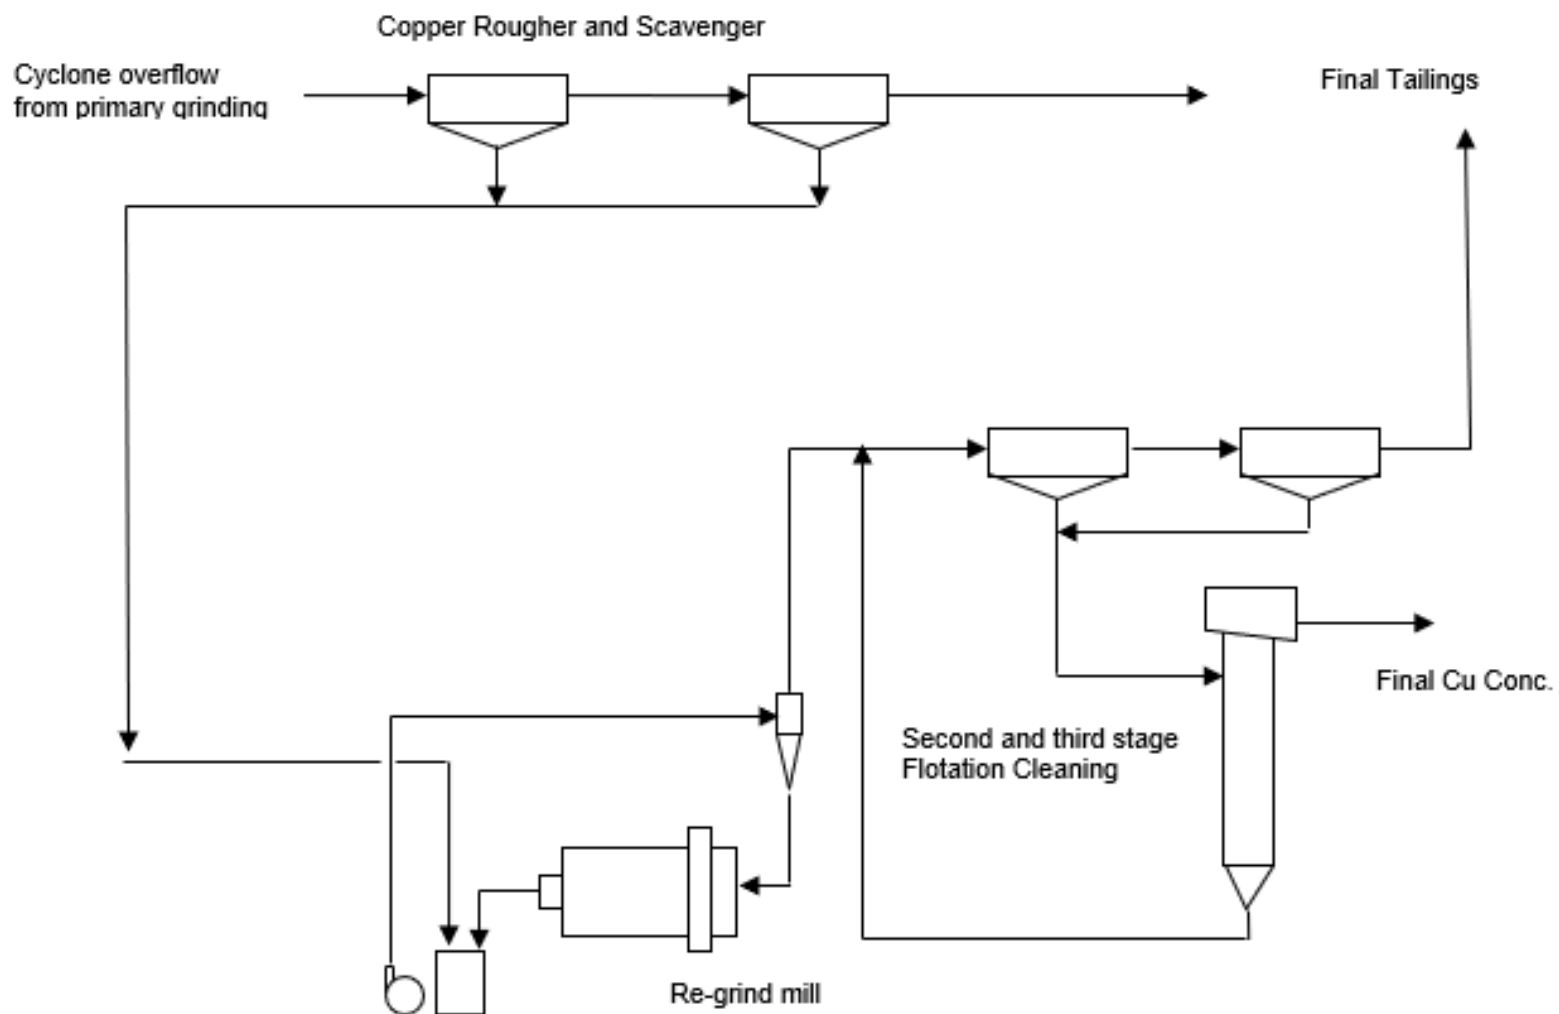 Copper Rougher and Scavenger
Cyclone overflow
from primary grinding
Final Tailings
Final Cu Conc.
Second and third stage
Flotation Cleaning
Re-grind mill